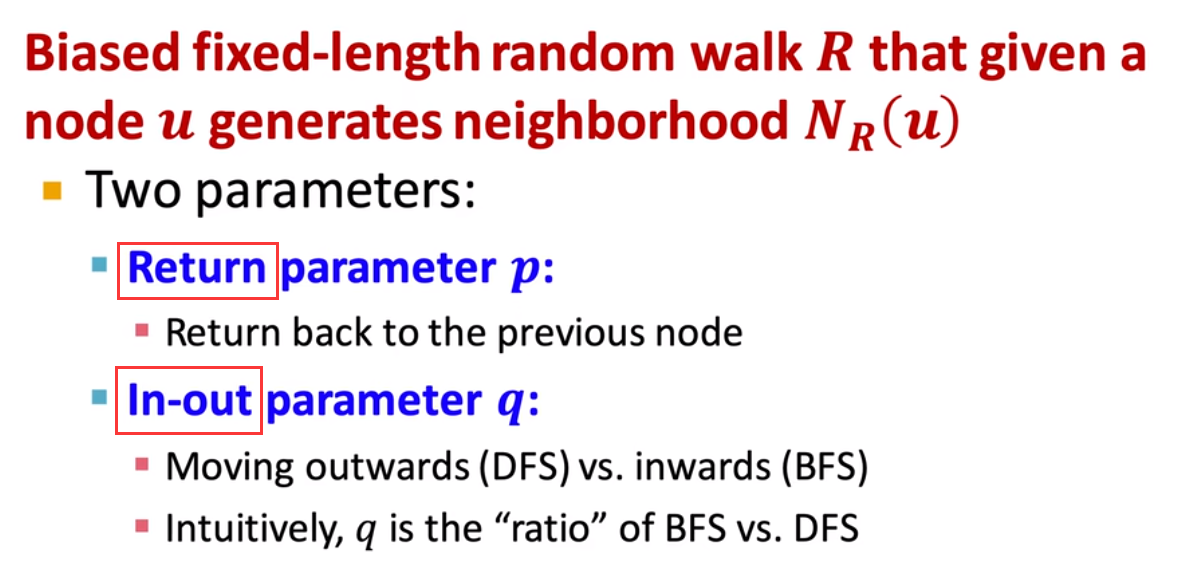 Biased fixed-length random walk R that given a
node u generates neighborhood N_R(u)
Two parameters:
Return parameter p:
Return back to the previous node
In-out parameter q:
Moving outwards (DFS) vs. inwards (BFS)
Intuitively, q is the “ratio” of BFS vs. DFS